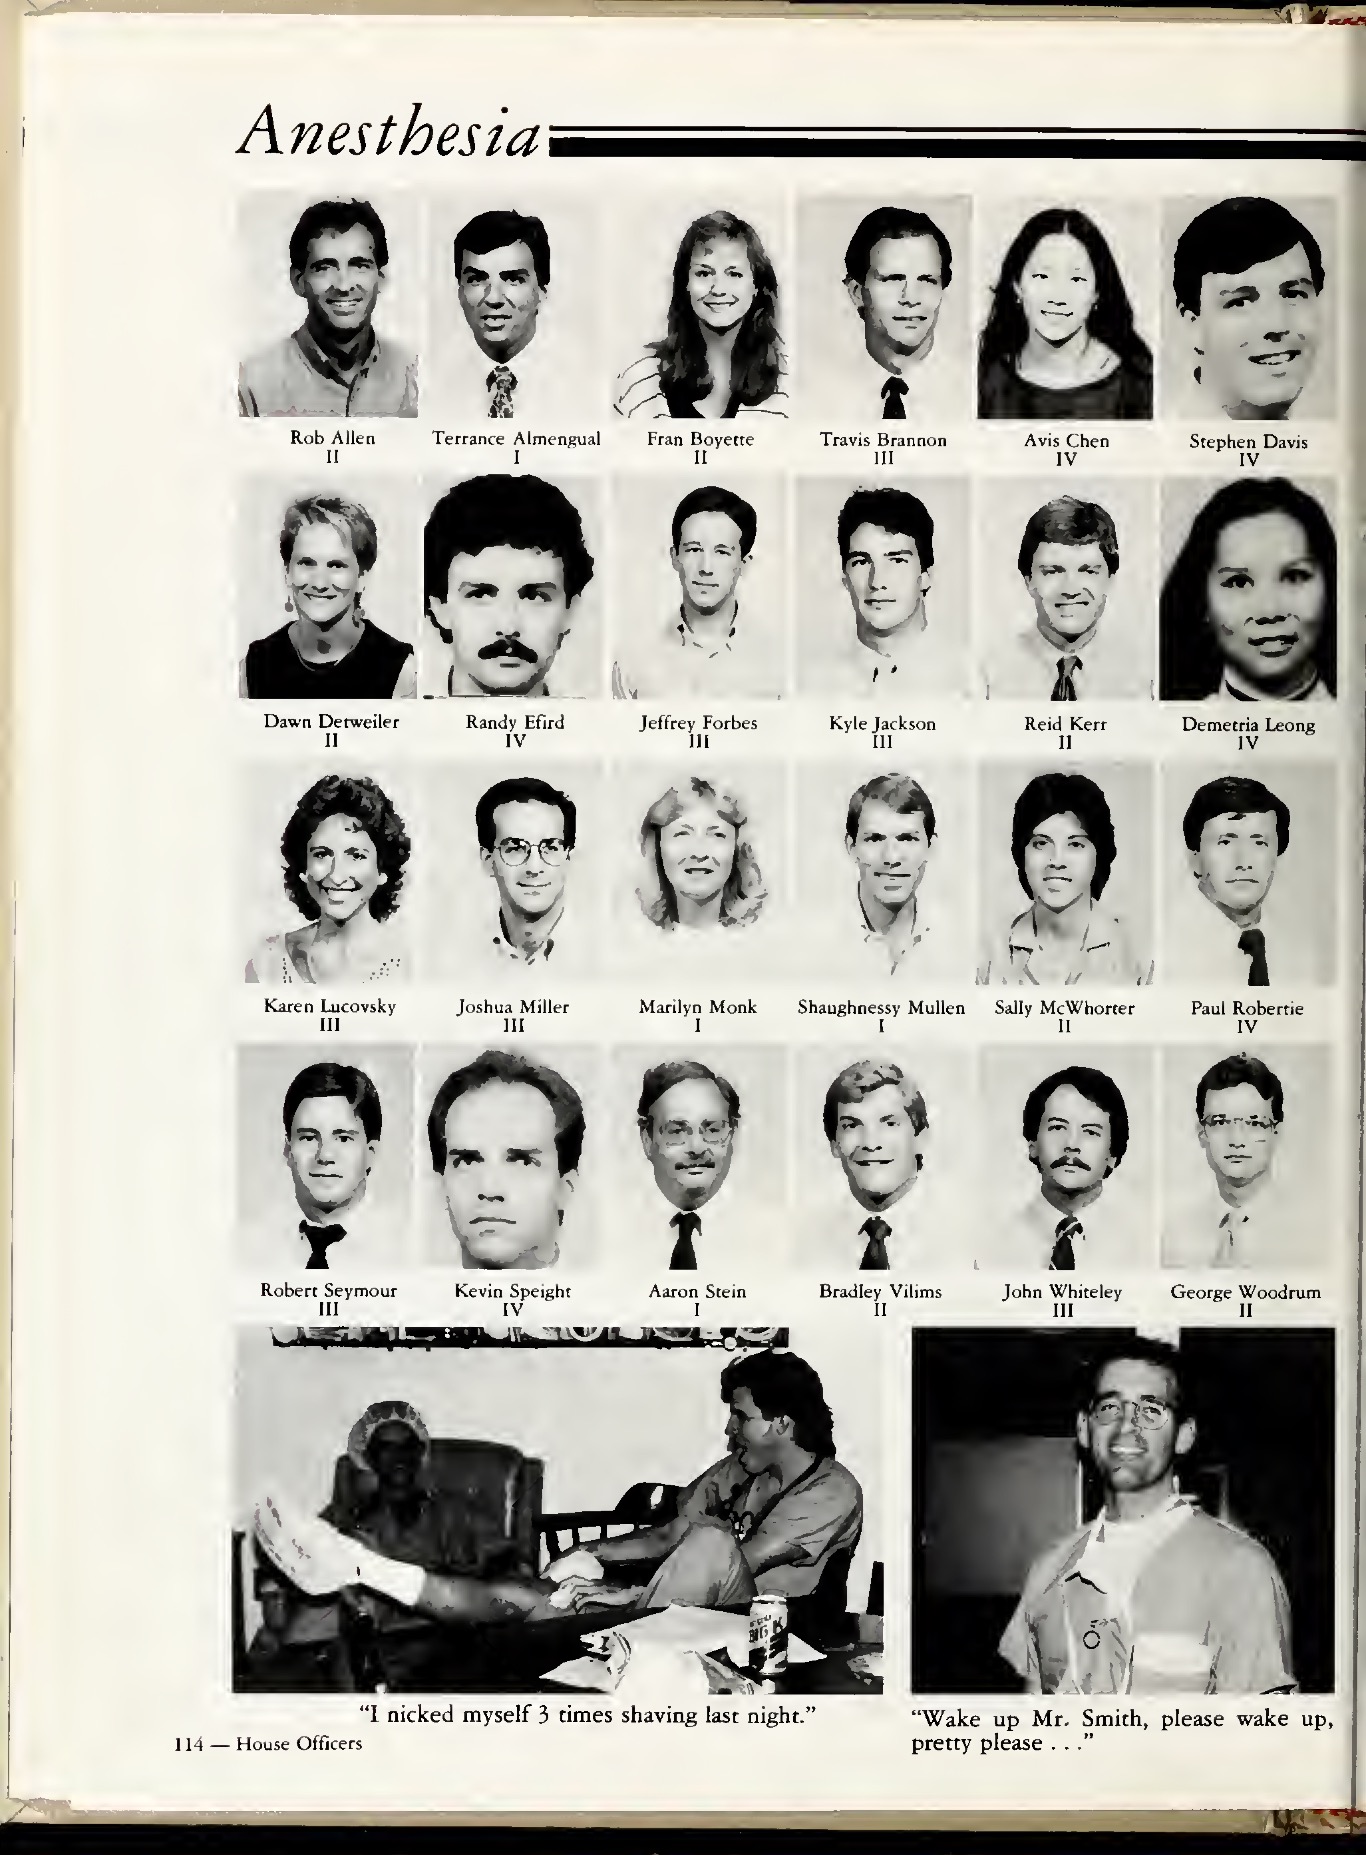 Anesthesia
Rob Allen
II
Terrance Almengual
I
Fran Boyette
II
Travis Brannon
III
Avis Chen
IV
Stephen Davis
IV
Dawn Detweiler
II
Randy Efird
IV
Jeffrey Forbes
III
Kyle Jackson
III
Reid Kerr
II
Demetria Leong
IV
Karen Lucovsky
III
Joshua Miller
III
Marilyn Monk
I
Shaughnessy Mullen
I
Sally McWhorter
II
Paul Robertie
IV
Robert Seymour
III
Kevin Speight
IV
Aaron Stein
I
Bradley Vilims
II
John Whiteley
III
George Woodrum
II
BIG K
"I nicked myself 3 times shaving last night."
"Wake up Mr. Smith, please wake up,
pretty please . . ."
114 — House Officers